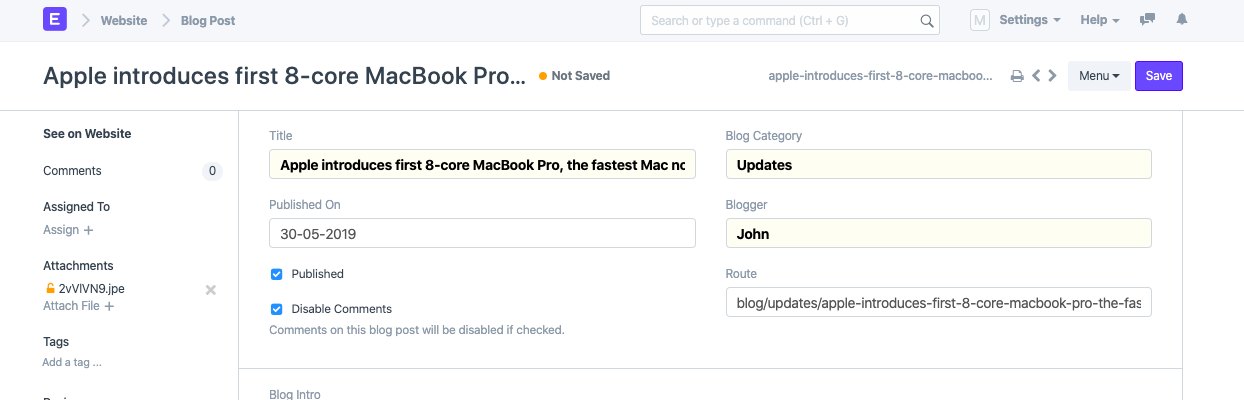 E Website Blog Post Search or type a command (Ctrl + G) M Settings Help
Apple introduces first 8-core MacBook Pro... Not Saved apple-introduces-first-8-core-macboo... Menu Save
See on Website
Comments 0
Assigned To
Assign +
Attachments
2vVlVN9.jpe
Attach File +
Tags
Add a tag ...
Title
Apple introduces first 8-core MacBook Pro, the fastest Mac no
Published On
30-05-2019
Published
Disable Comments
Comments on this blog post will be disabled if checked.
Blog Category
Updates
Blogger
John
Route
blog/updates/apple-introduces-first-8-core-macbook-pro-the-fas
Blog Intro